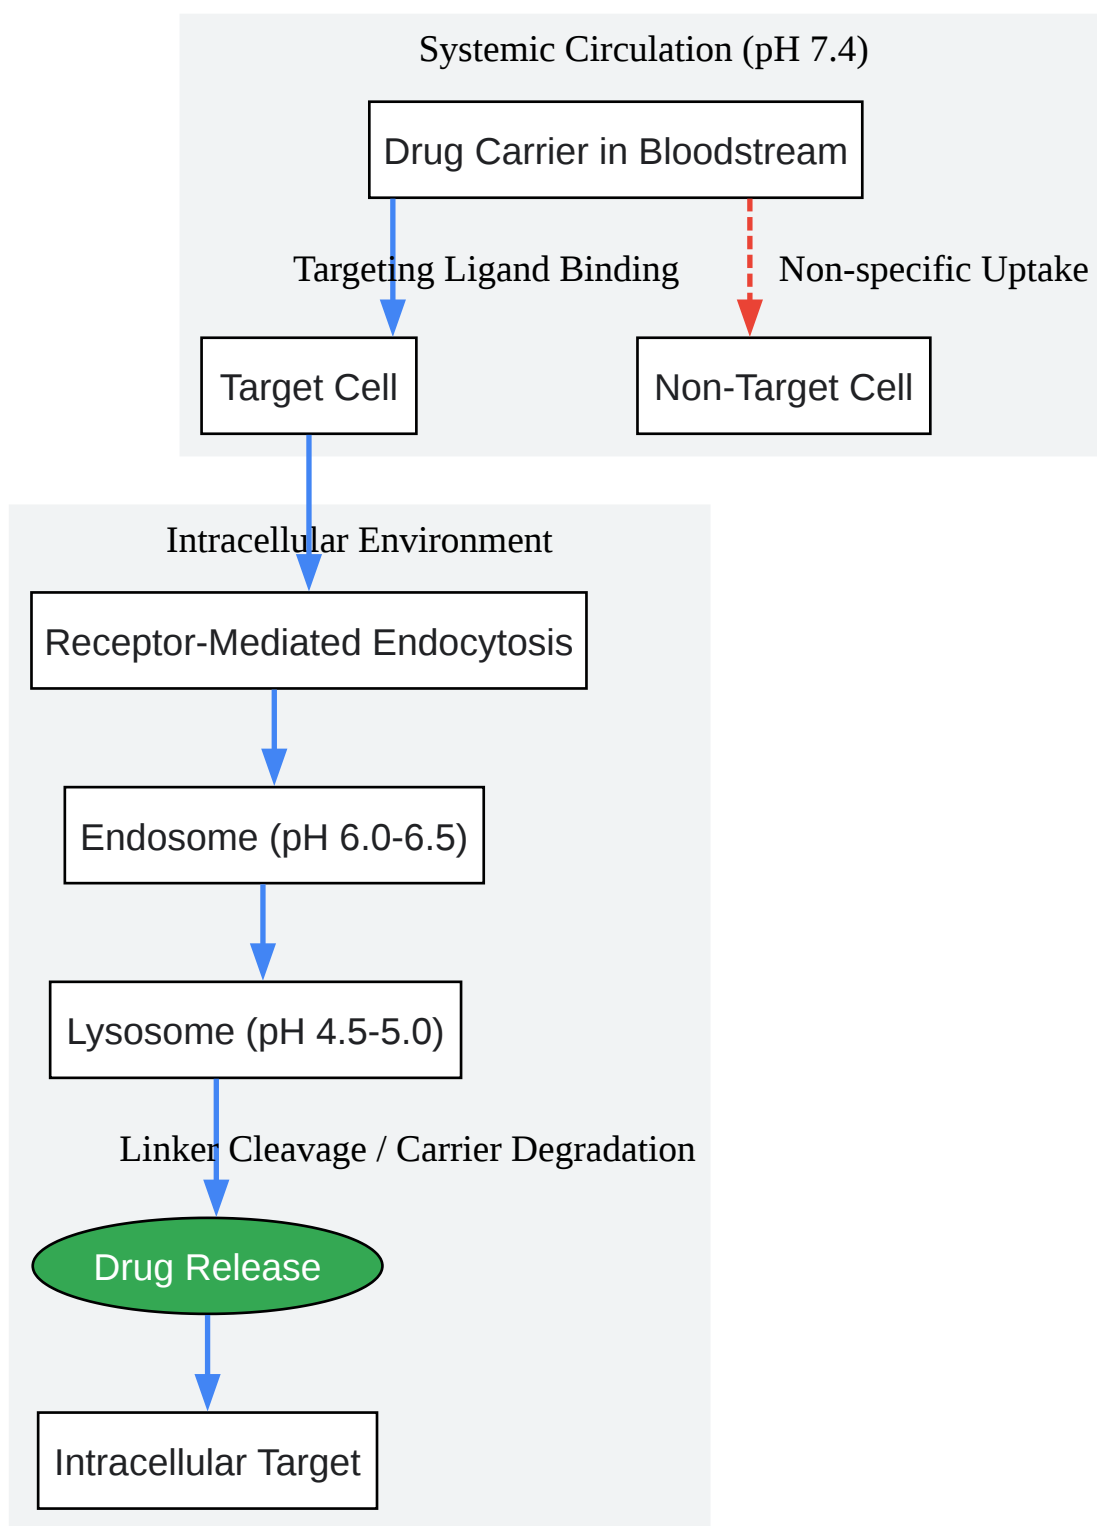 Systemic Circulation (pH 7.4)
Drug Carrier in Bloodstream
Targeting Ligand Binding
Non-specific Uptake
Target Cell
Non-Target Cell
Intracellular Environment
Receptor-Mediated Endocytosis
Endosome (pH 6.0-6.5)
Lysosome (pH 4.5-5.0)
Linker Cleavage / Carrier Degradation
Drug Release
Intracellular Target